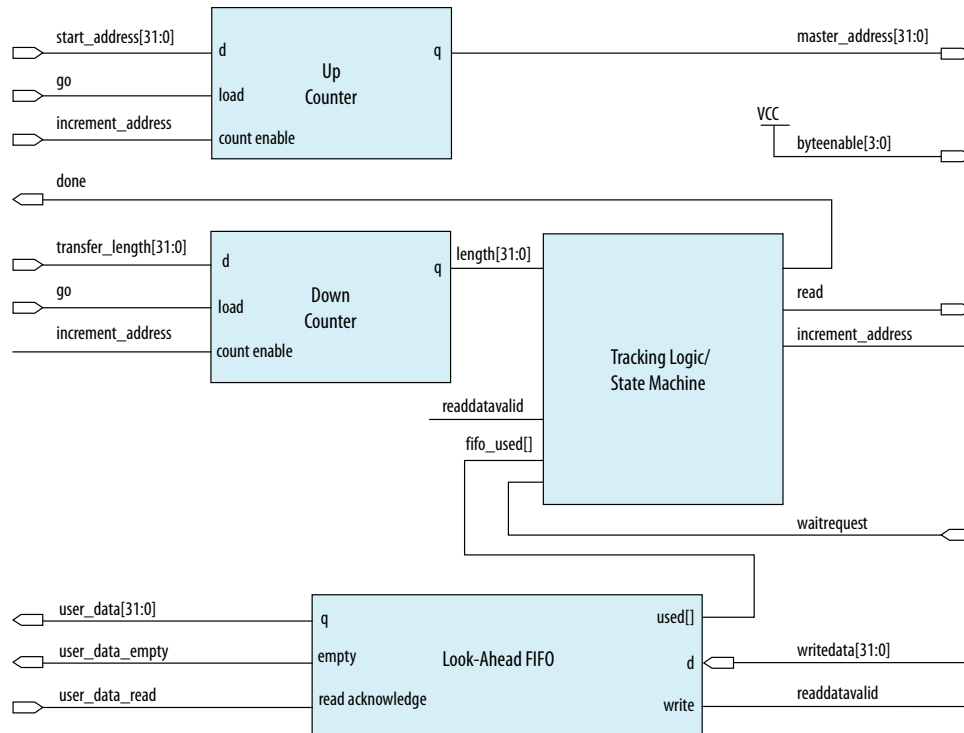 start_address[31:0]
d
q
master_address[31:0]
Up
Counter
go
load
increment_address
count enable
VCC
byteenable[3:0]
done
transfer_length[31:0]
d
q
length[31:0]
go
load
Down
Counter
read
increment_address
count enable
increment_address
Tracking Logic/
State Machine
readdatavalid
fifo_used[]
waitrequest
user_data[31:0]
q
used[]
user_data_empty
empty
Look-Ahead FIFO
d
writedata[31:0]
user_data_read
read acknowledge
write
readdatavalid